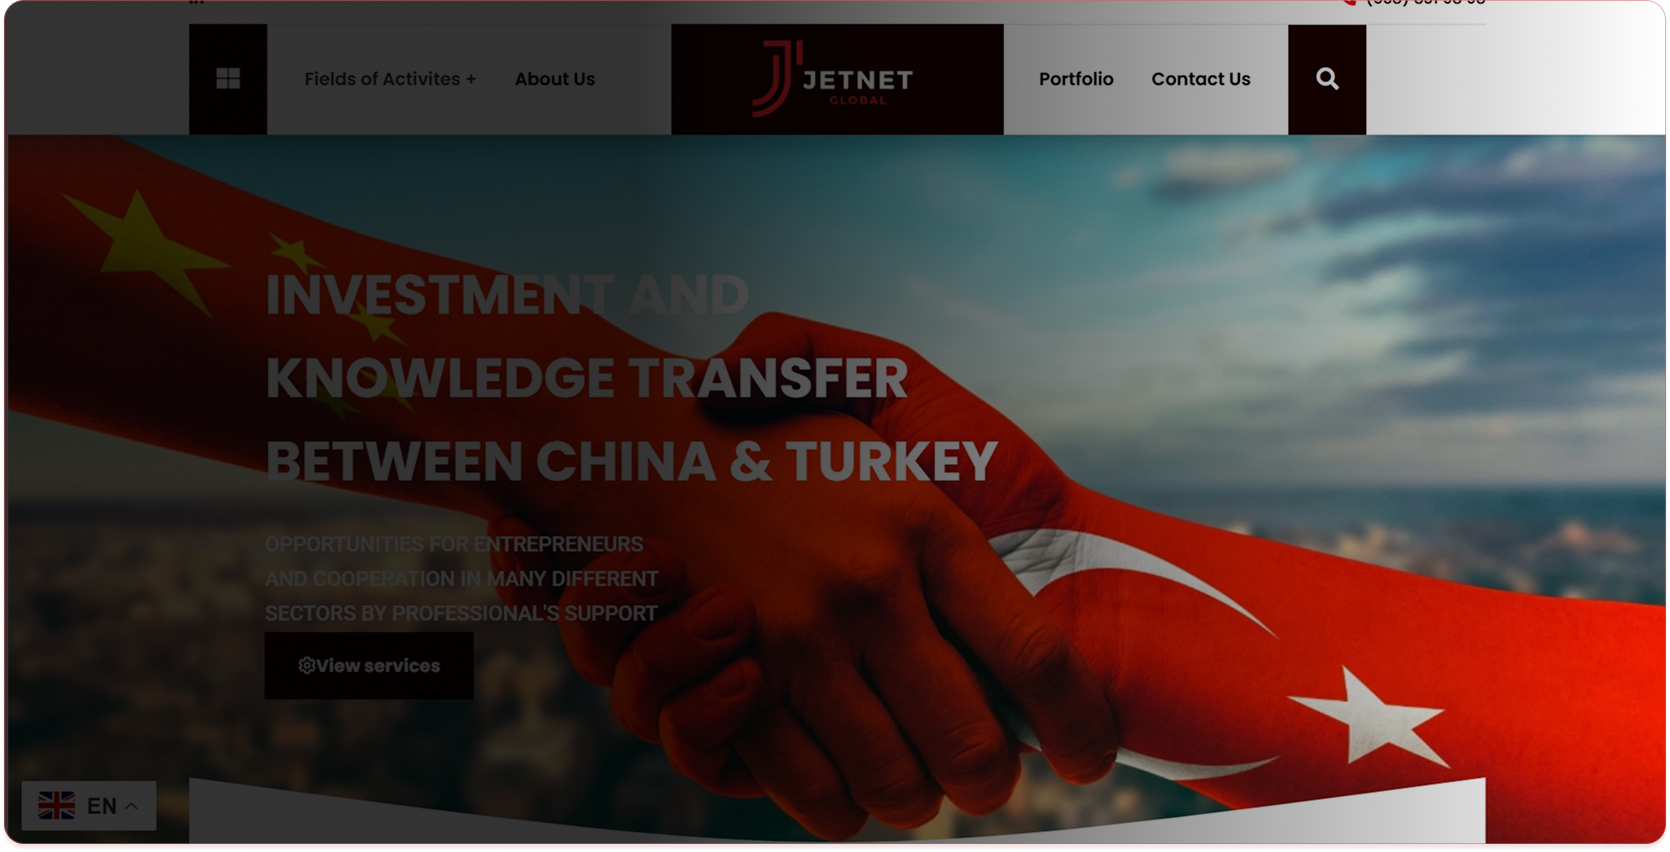 Fields of Activites +
About Us
JETNET
GLOBAL
Portfolio
Contact Us
INVESTMENT AND
KNOWLEDGE TRANSFER
BETWEEN CHINA & TURKEY
OPPORTUNITIES FOR ENTREPRENEURS
AND COOPERATION IN MANY DIFFERENT
SECTORS BY PROFESSIONAL'S SUPPORT
View services
EN